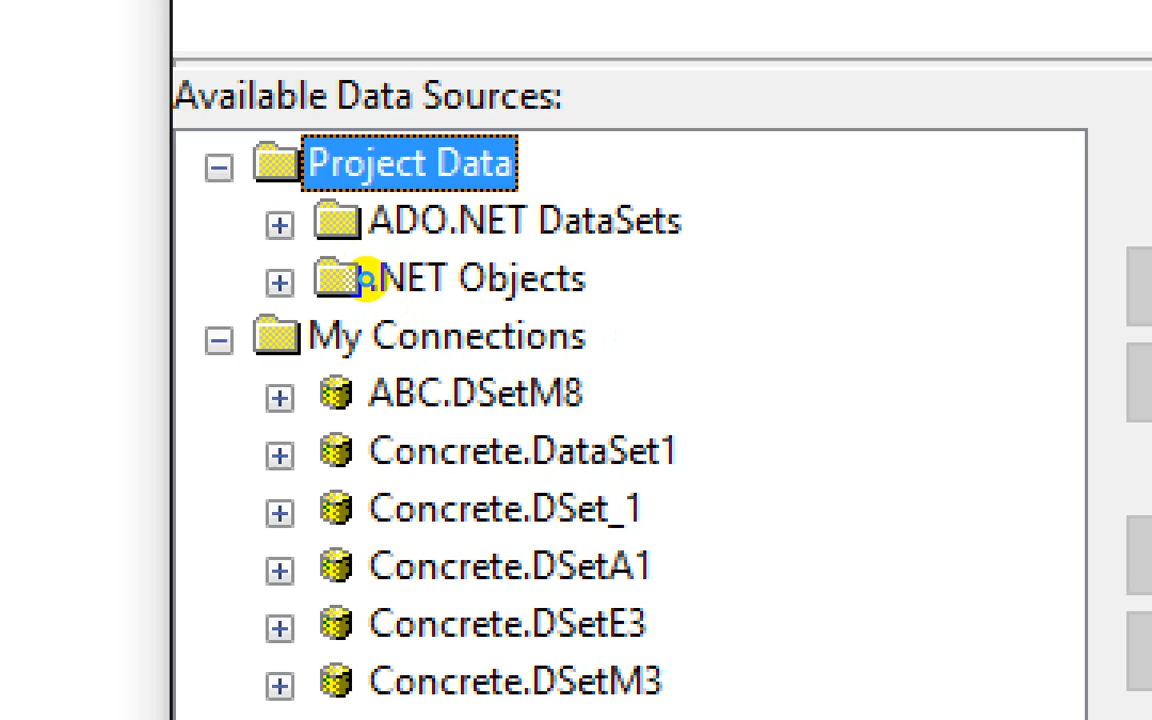 Available Data Sources:
Project Data
ADO.NET DataSets
.NET Objects
My Connections
ABC.DSetM8
Concrete.DataSet1
Concrete.DSet_1
Concrete.DSetA1
Concrete.DSetE3
Concrete.DSetM3